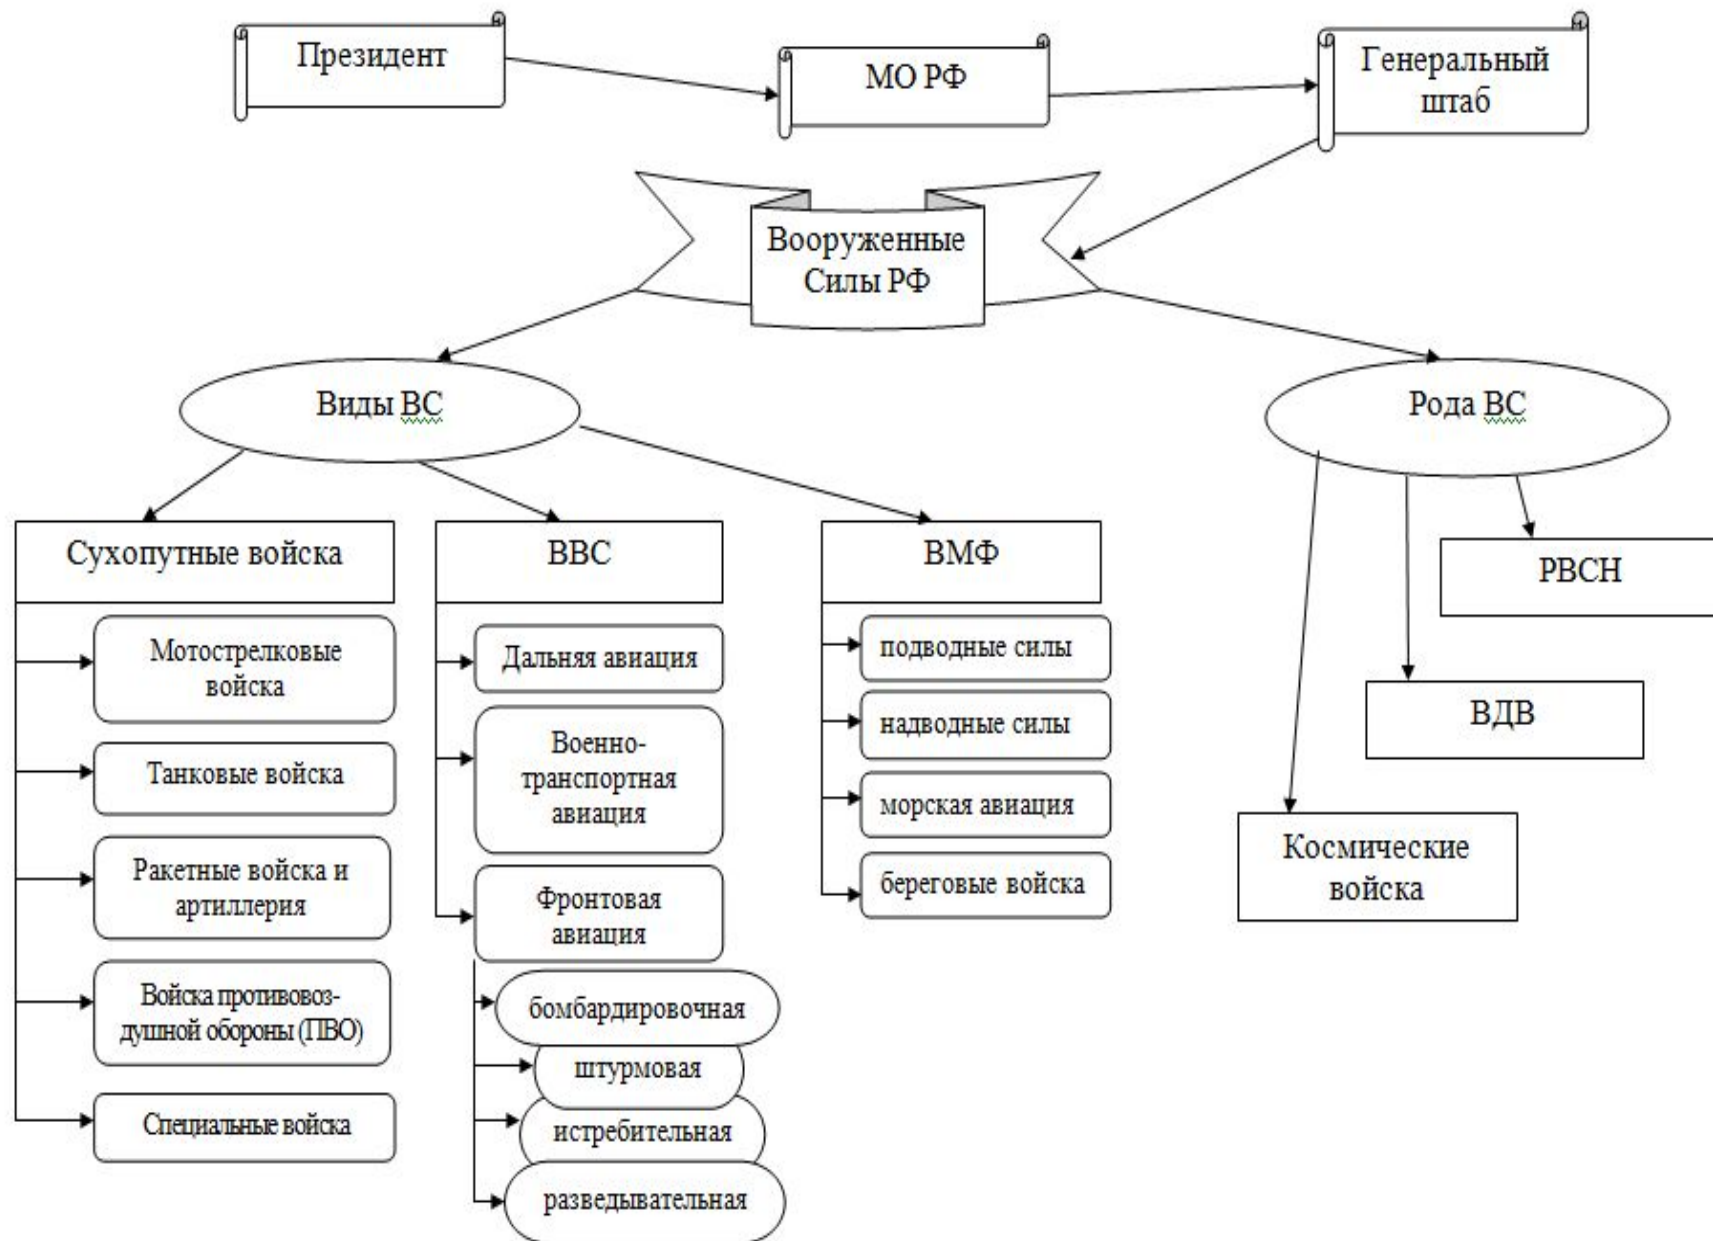 Президент
МО РФ
Генеральный
штаб
Вооруженные
Силы РФ
Виды ВС
Рода ВС
Сухопутные войска
Мотострелковые
войска
Танковые войска
Ракетные войска и
артиллерия
Войска противовоз-
душной обороны (ПВО)
Специальные войска
ВВС
Дальняя авиация
Военно-
транспортная
авиация
Фронтовая
авиация
бомбардировочная
штурмовая
истребительная
разведывательная
ВМФ
подводные силы
надводные силы
морская авиация
береговые войска
РВСН
ВДВ
Космические
войска